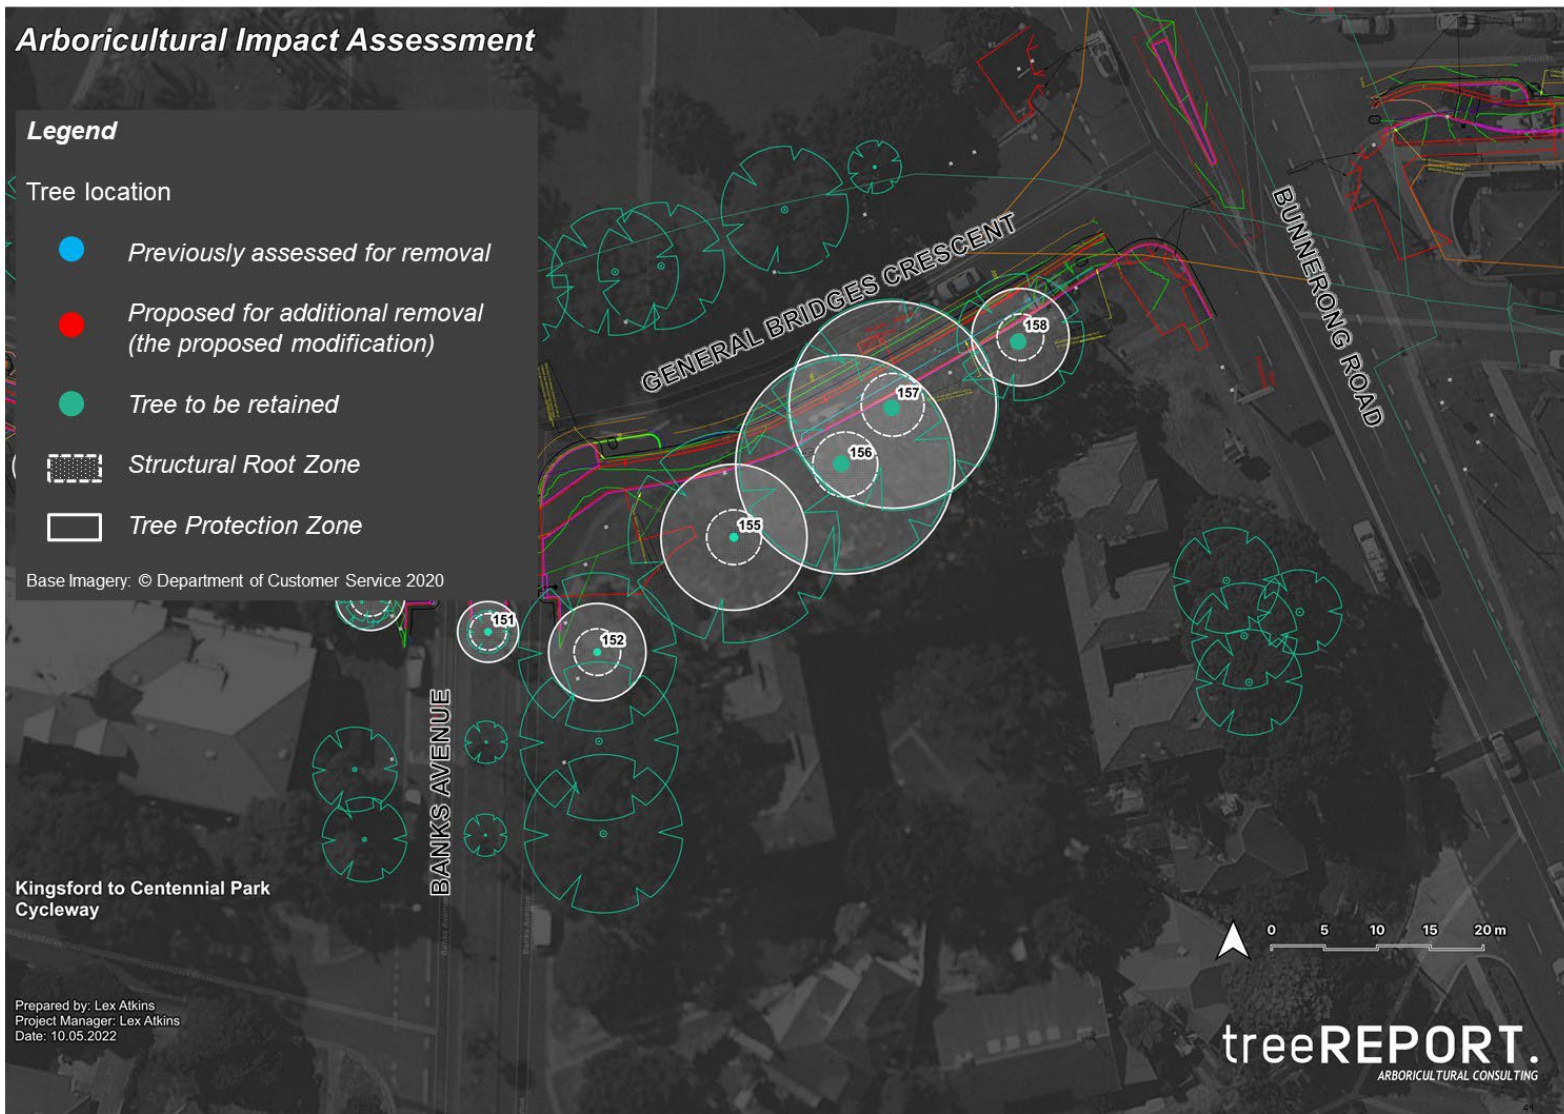 Arboricultural Impact Assessment
Legend
Tree location
Previously assessed for removal
Proposed for additional removal
(the proposed modification)
Tree to be retained
Structural Root Zone
Tree Protection Zone
Base Imagery: © Department of Customer Service 2020
GENERAL BRIDGES CRESCENT
BUNNERONG ROAD
158
157
156
155
151
152
BANKS AVENUE
Kingsford to Centennial Park
Cycleway
0 5 10 15 20 m
Prepared by: Lex Atkins
Project Manager: Lex Atkins
Date: 10.05.2022
treeREPORT.
ARBORICULTURAL CONSULTING
41